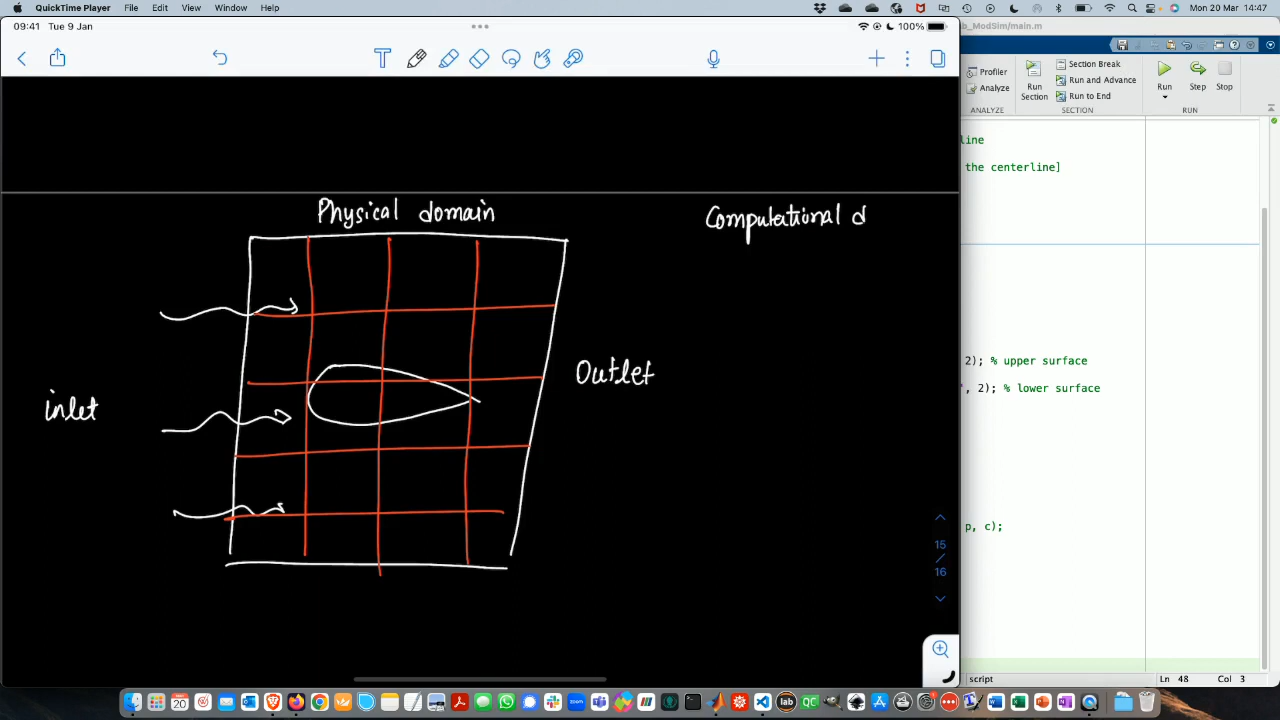 QuickTime Player File Edit View Window Help
Mon 20 Mar 14:47
09:41 Tue 9 Jan
100%
b_ModSim/main.m
Profiler
Analyze
ANALYZE
Run
Section
Section Break
Run and Advance
Run to End
SECTION
Run
Step
Stop
RUN
line
the centerline]
Physical domain
Computational d
inlet
Outlet
2); % upper surface
, 2); % lower surface
p, c);
15
16
script
Ln 48 Col 3